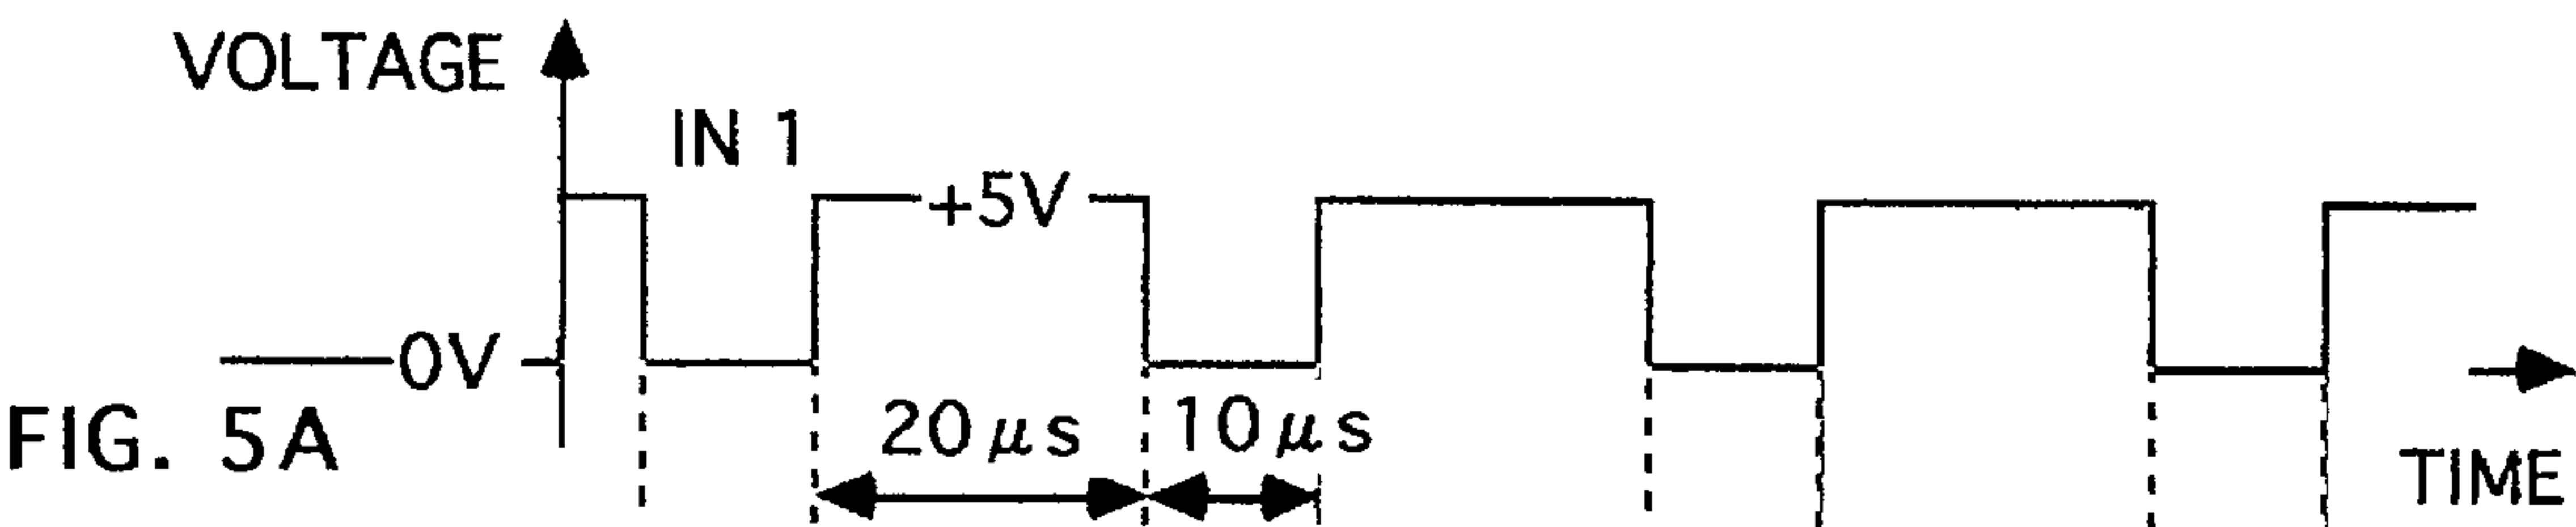 VOLTAGE
IN 1
+5V
0V
20 μs
10 μs
FIG. 5A
TIME